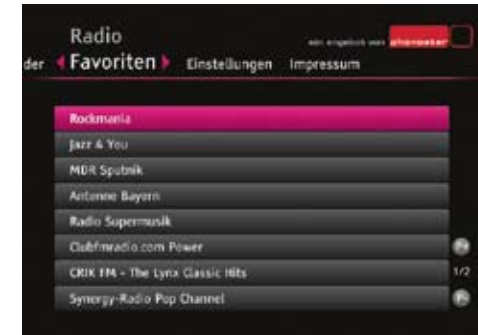 Radio
ein angebot von phonostar
der Favoriten Einstellungen Impressum
Rockmania
Jazz & You
MDR Sputnik
Antenne Bayern
Radio Supermusik
Clubfmradio.com Power
CRIK FM - The Lynx Classic Hits
1/2
Synergy-Radio Pop Channel